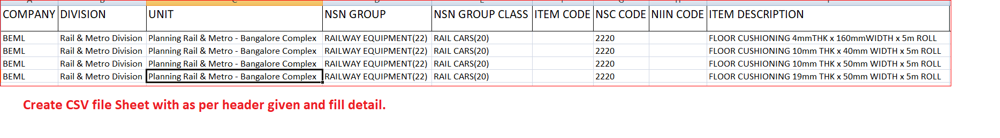 COMPANY DIVISION UNIT NSN GROUP NSN GROUP CLASS ITEM CODE NSC CODE NIIN CODE ITEM DESCRIPTION
BEML Rail & Metro Division Planning Rail & Metro - Bangalore Complex RAILWAY EQUIPMENT(22) RAIL CARS(20) 2220 FLOOR CUSHIONING 4mmTHK x 160mmWIDTH x 5m ROLL
BEML Rail & Metro Division Planning Rail & Metro - Bangalore Complex RAILWAY EQUIPMENT(22) RAIL CARS(20) 2220 FLOOR CUSHIONING 10mm THK x 40mm WIDTH x 5m ROLL
BEML Rail & Metro Division Planning Rail & Metro - Bangalore Complex RAILWAY EQUIPMENT(22) RAIL CARS(20) 2220 FLOOR CUSHIONING 10mm THK x 50mm WIDTH x 5m ROLL
BEML Rail & Metro Division Planning Rail & Metro - Bangalore Complex RAILWAY EQUIPMENT(22) RAIL CARS(20) 2220 FLOOR CUSHIONING 19mm THK x 50mm WIDTH x 5m ROLL
Create CSV file Sheet with as per header given and fill detail.